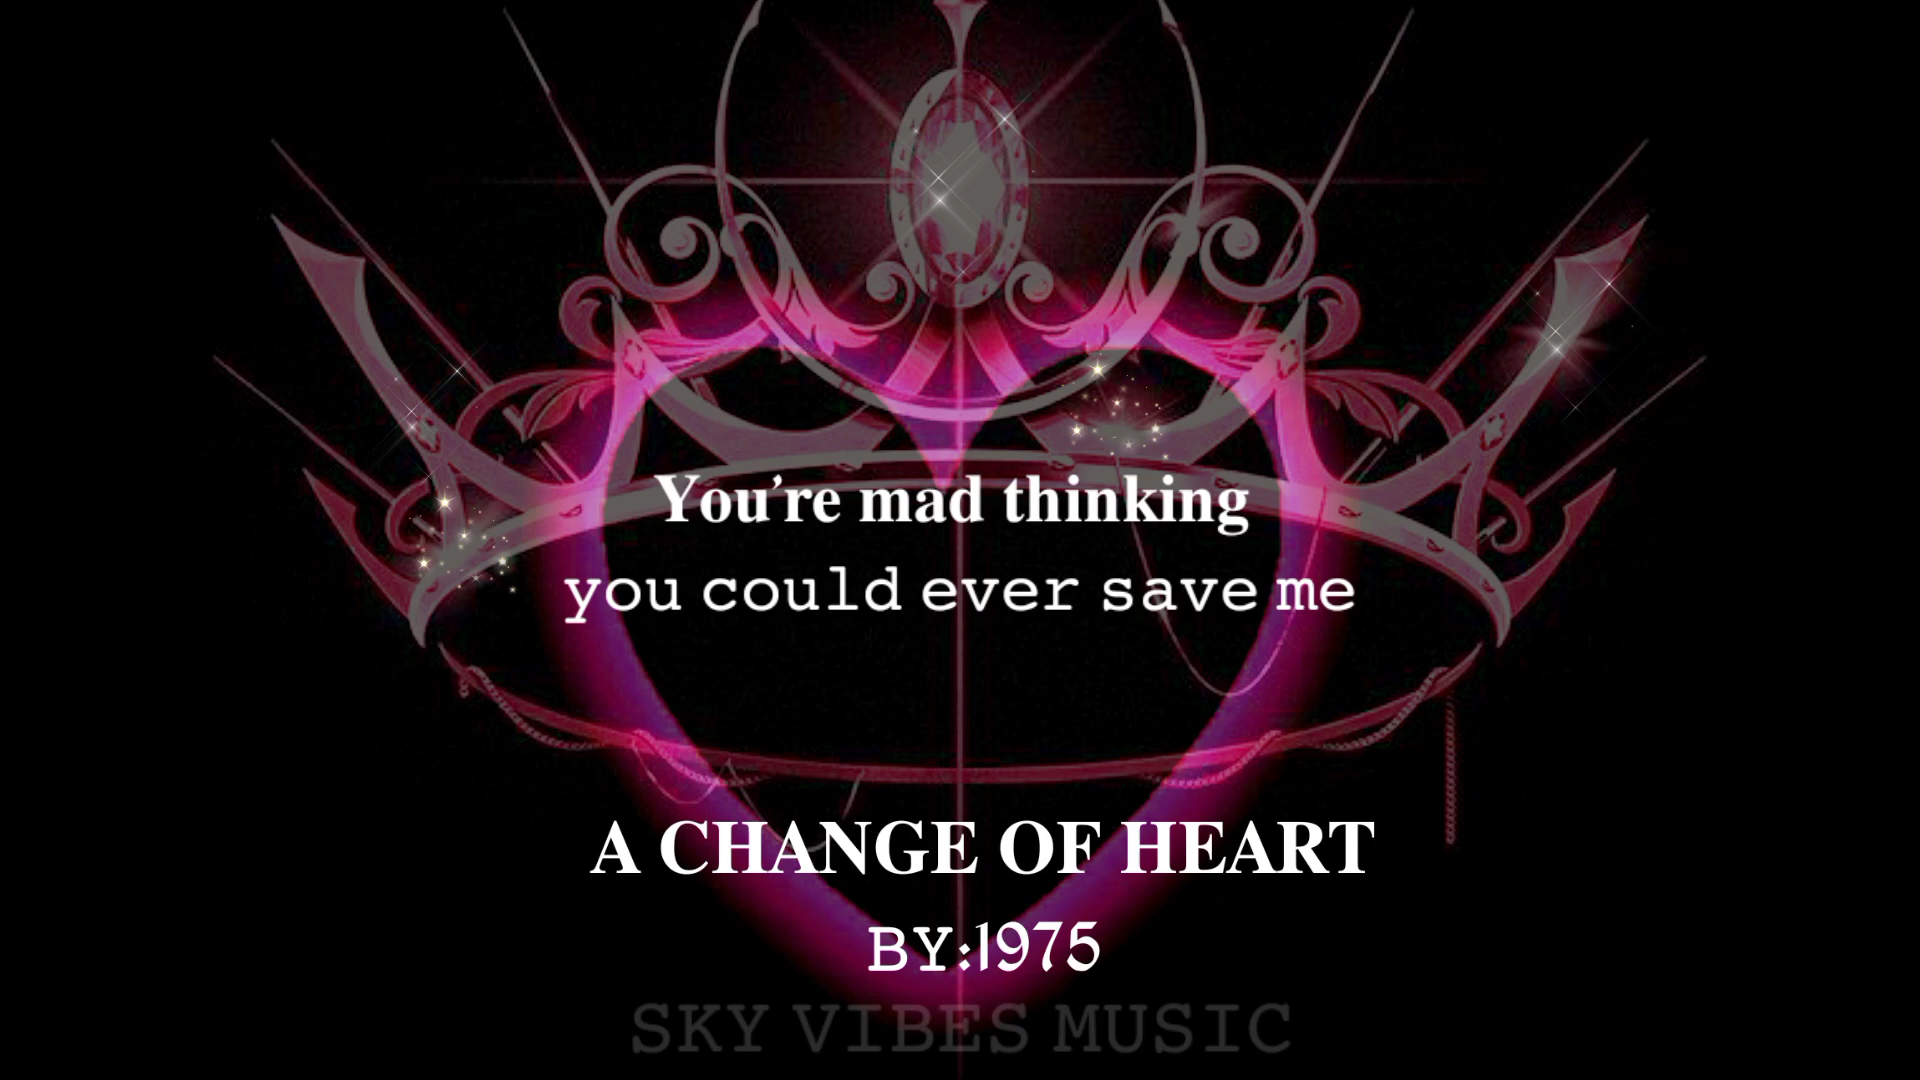 You're mad thinking
you could ever save me
A CHANGE OF HEART
BY:1975
SKY VIBES MUSIC